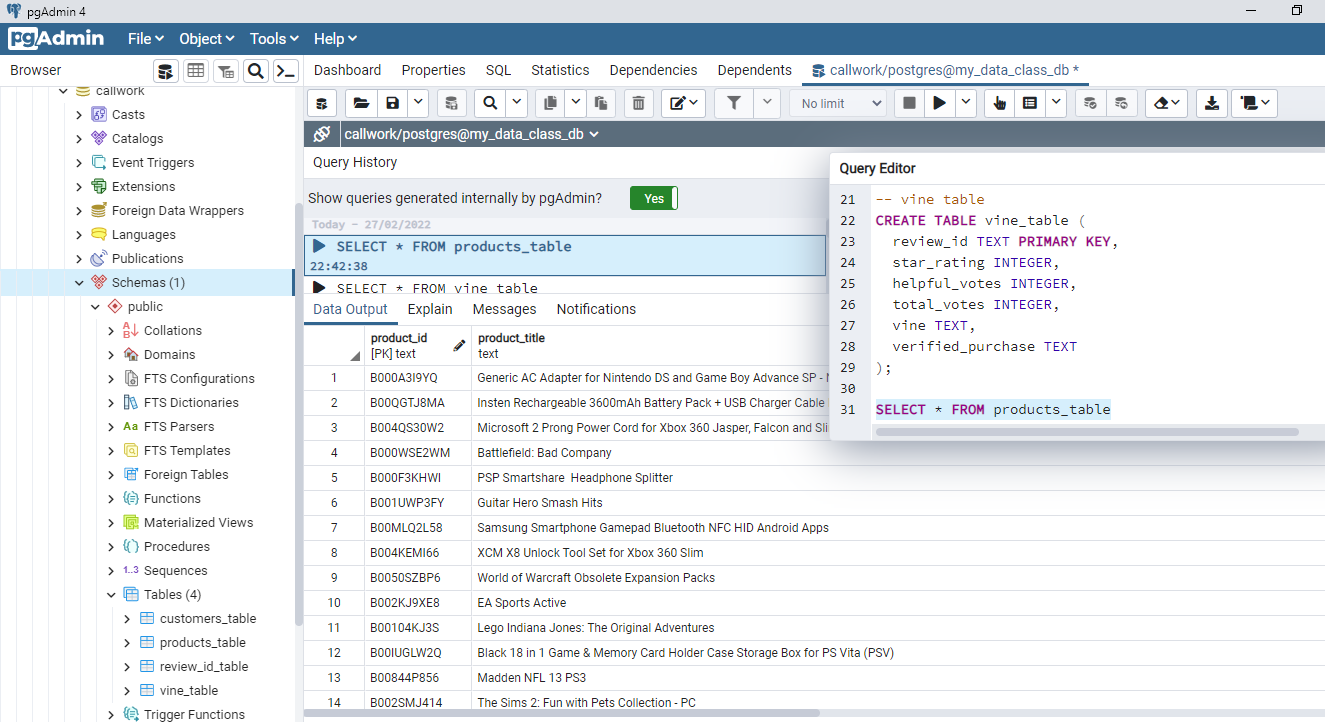 pgAdmin 4
pgAdmin File Object Tools Help
Browser
Dashboard Properties SQL Statistics Dependencies Dependents callwork/postgres@my_data_class_db *
No limit
callwork/postgres@my_data_class_db
Query History
Show queries generated internally by pgAdmin? Yes
Today - 27/02/2022
SELECT * FROM products_table
22:42:38
SELECT * FROM vine_table
Data Output Explain Messages Notifications
product_id
[PK] text
product_title
text
1 B000A3I9YQ Generic AC Adapter for Nintendo DS and Game Boy Advance SP -
2 B00QGTJ8MA Insten Rechargeable 3600mAh Battery Pack + USB Charger Cable
3 B004QS30W2 Microsoft 2 Prong Power Cord for Xbox 360 Jasper, Falcon and Sli
4 B000WSE2WM Battlefield: Bad Company
5 B000F3KHWI PSP Smartshare Headphone Splitter
6 B001UWP3FY Guitar Hero Smash Hits
7 B00MLQ2L58 Samsung Smartphone Gamepad Bluetooth NFC HID Android Apps
8 B004KEMI66 XCM X8 Unlock Tool Set for Xbox 360 Slim
9 B0050SZBP6 World of Warcraft Obsolete Expansion Packs
10 B002KJ9XE8 EA Sports Active
11 B00104KJ3S Lego Indiana Jones: The Original Adventures
12 B00IUGLW2Q Black 18 in 1 Game & Memory Card Holder Case Storage Box for PS Vita (PSV)
13 B00844P856 Madden NFL 13 PS3
14 B002SMJ414 The Sims 2: Fun with Pets Collection - PC
Query Editor
21 -- vine table
22 CREATE TABLE vine_table (
23 review_id TEXT PRIMARY KEY,
24 star_rating INTEGER,
25 helpful_votes INTEGER,
26 total_votes INTEGER,
27 vine TEXT,
28 verified_purchase TEXT
29 );
30
31 SELECT * FROM products_table
callwork
Casts
Catalogs
Event Triggers
Extensions
Foreign Data Wrappers
Languages
Publications
Schemas (1)
public
Collations
Domains
FTS Configurations
FTS Dictionaries
Aa FTS Parsers
FTS Templates
Foreign Tables
Functions
Materialized Views
Procedures
1..3 Sequences
Tables (4)
customers_table
products_table
review_id_table
vine_table
Trigger Functions